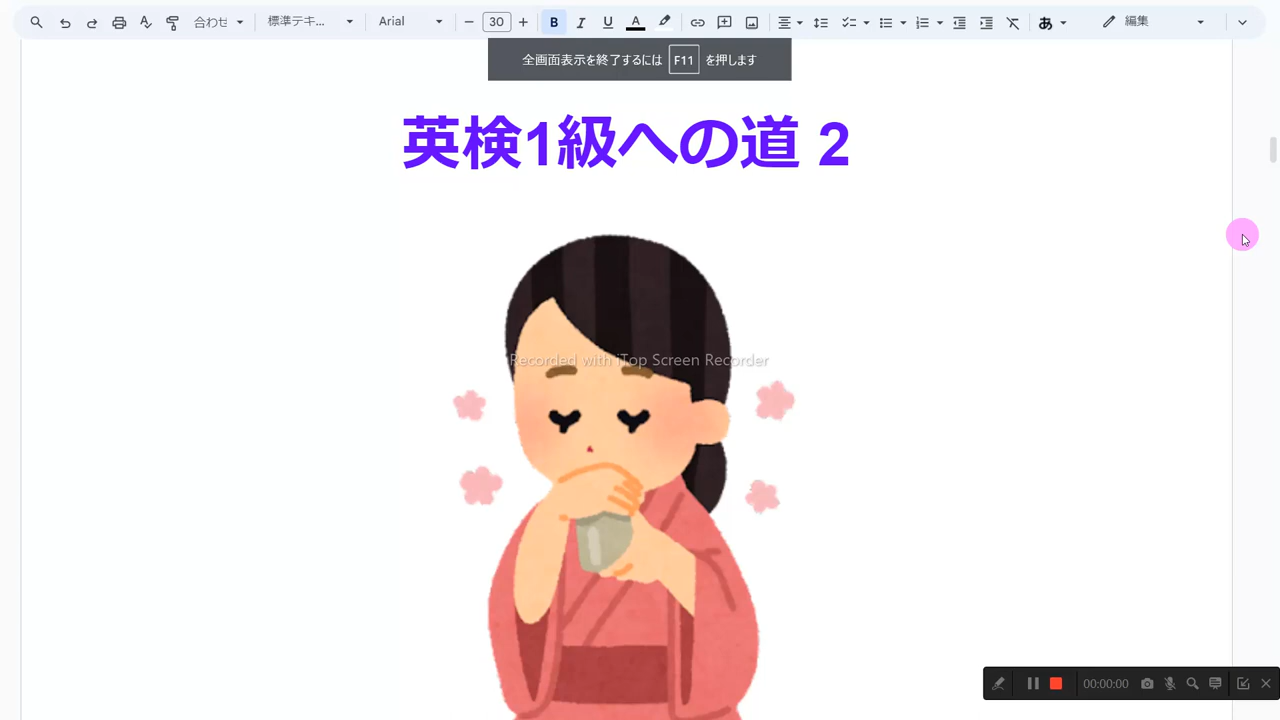 合わせ 標準テキ... Arial 30 B I U A あ 編集
全画面表示を終了するには F11 を押します
英検1級への道 2
Recorded with iTop Screen Recorder
00:00:00